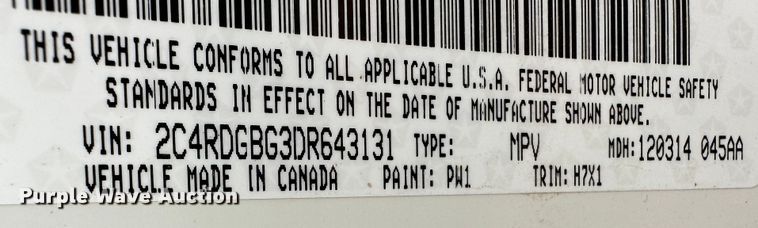 THIS VEHICLE CONFORMS TO ALL APPLICABLE U.S.A. FEDERAL MOTOR VEHICLE SAFETY
STANDARDS IN EFFECT ON THE DATE OF MANUFACTURE SHOWN ABOVE.
VIN: 2C4RDGBG3DR643131 TYPE: MPV MDH:120314 045AA
VEHICLE MADE IN CANADA PAINT: PW1 TRIM: H7X1
Purple Wave Auction